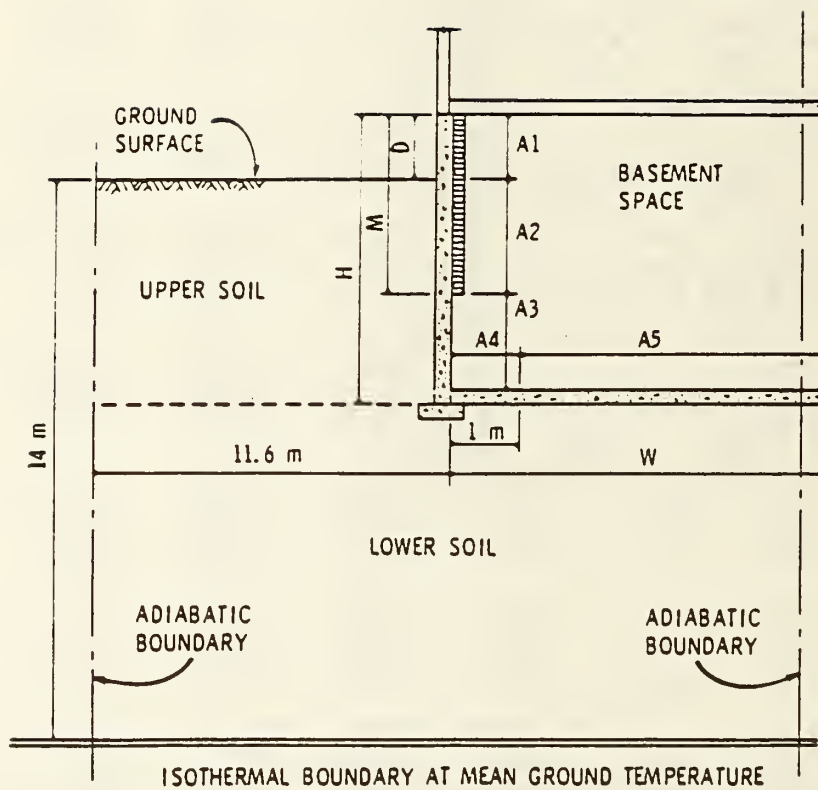 GROUND
SURFACE
D
A1
BASEMENT
SPACE
M
A2
H
UPPER SOIL
A3
A4
A5
1 m
14 m
11.6 m
W
LOWER SOIL
ADIABATIC
BOUNDARY
ADIABATIC
BOUNDARY
ISOTHERMAL BOUNDARY AT MEAN GROUND TEMPERATURE